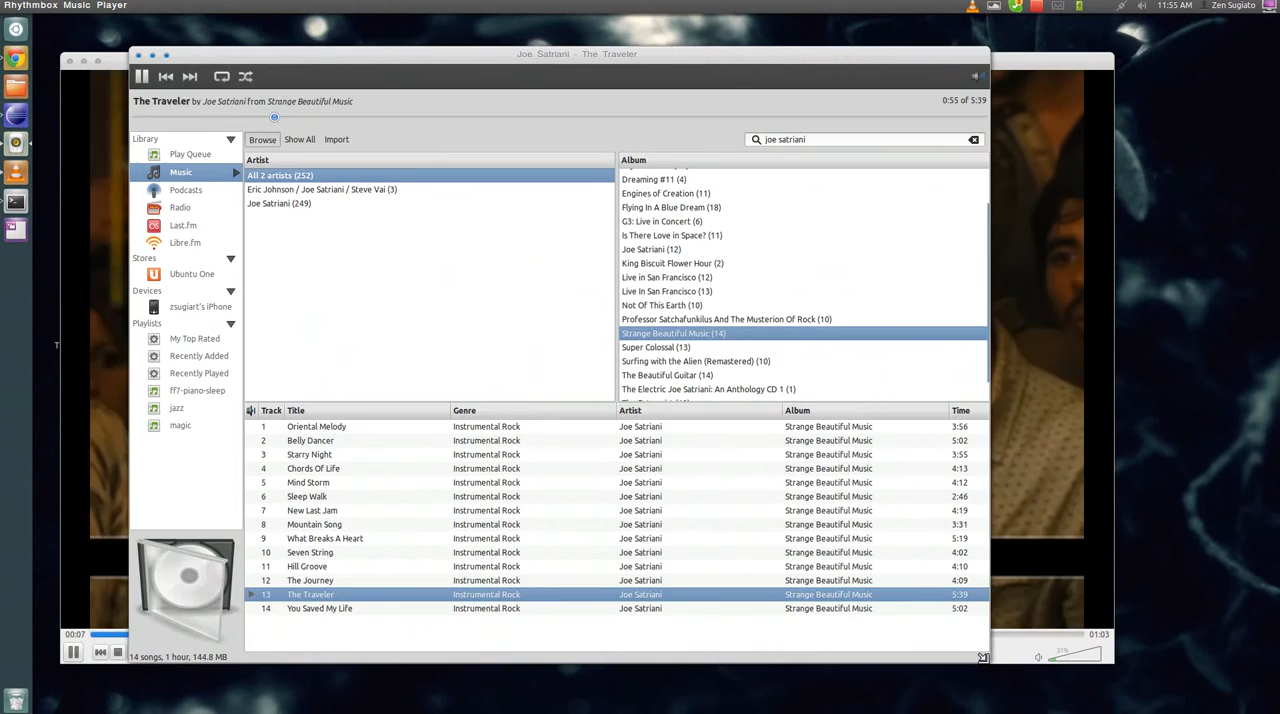 Rhythmbox Music Player
11:55 AM
Zen Sugiato
Joe Satriani - The Traveler
The Traveler by Joe Satriani from Strange Beautiful Music
0:55 of 5:39
Library
Play Queue
Music
Podcasts
Radio
Last.fm
Libre.fm
Stores
Ubuntu One
Devices
zsugiart's iPhone
Playlists
My Top Rated
Recently Added
Recently Played
ff7-piano-sleep
jazz
magic
Browse Show All Import
joe satriani
Artist
All 2 artists (252)
Eric Johnson / Joe Satriani / Steve Vai (3)
Joe Satriani (249)
Album
Dreaming #11 (4)
Engines of Creation (11)
Flying In A Blue Dream (18)
G3: Live in Concert (6)
Is There Love in Space? (11)
Joe Satriani (12)
King Biscuit Flower Hour (2)
Live in San Francisco (12)
Live In San Francisco (13)
Not Of This Earth (10)
Professor Satchafunkilus And The Musterion Of Rock (10)
Strange Beautiful Music (14)
Super Colossal (13)
Surfing with the Alien (Remastered) (10)
The Beautiful Guitar (14)
The Electric Joe Satriani: An Anthology CD 1 (1)
Track Title Genre Artist Album Time
1 Oriental Melody Instrumental Rock Joe Satriani Strange Beautiful Music 3:56
2 Belly Dancer Instrumental Rock Joe Satriani Strange Beautiful Music 5:02
3 Starry Night Instrumental Rock Joe Satriani Strange Beautiful Music 3:55
4 Chords Of Life Instrumental Rock Joe Satriani Strange Beautiful Music 4:13
5 Mind Storm Instrumental Rock Joe Satriani Strange Beautiful Music 4:12
6 Sleep Walk Instrumental Rock Joe Satriani Strange Beautiful Music 2:46
7 New Last Jam Instrumental Rock Joe Satriani Strange Beautiful Music 4:19
8 Mountain Song Instrumental Rock Joe Satriani Strange Beautiful Music 3:31
9 What Breaks A Heart Instrumental Rock Joe Satriani Strange Beautiful Music 5:19
10 Seven String Instrumental Rock Joe Satriani Strange Beautiful Music 4:02
11 Hill Groove Instrumental Rock Joe Satriani Strange Beautiful Music 4:10
12 The Journey Instrumental Rock Joe Satriani Strange Beautiful Music 4:09
13 The Traveler Instrumental Rock Joe Satriani Strange Beautiful Music 5:39
14 You Saved My Life Instrumental Rock Joe Satriani Strange Beautiful Music 5:02
00:07
01:03
31%
14 songs, 1 hour, 144.8 MB